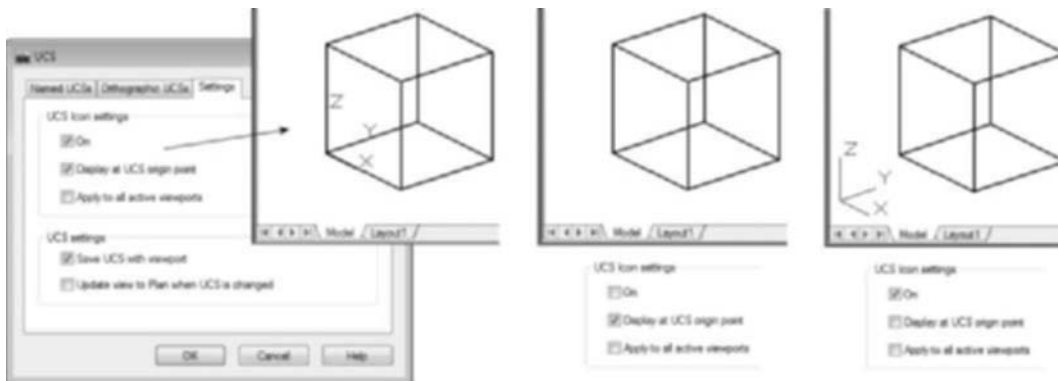 UCS
Named UCSs Orthographic UCSs Settings
UCS Icon settings
On
Display at UCS origin point
Apply to all active viewports
UCS settings
Save UCS with viewport
Update view to Plan when UCS is changed
OK Cancel Help
Z
Y
X
Model Layout1
Model Layout1
UCS Icon settings
On
Display at UCS origin point
Apply to all active viewports
Z
Y
X
Model Layout1
UCS Icon settings
On
Display at UCS origin point
Apply to all active viewports